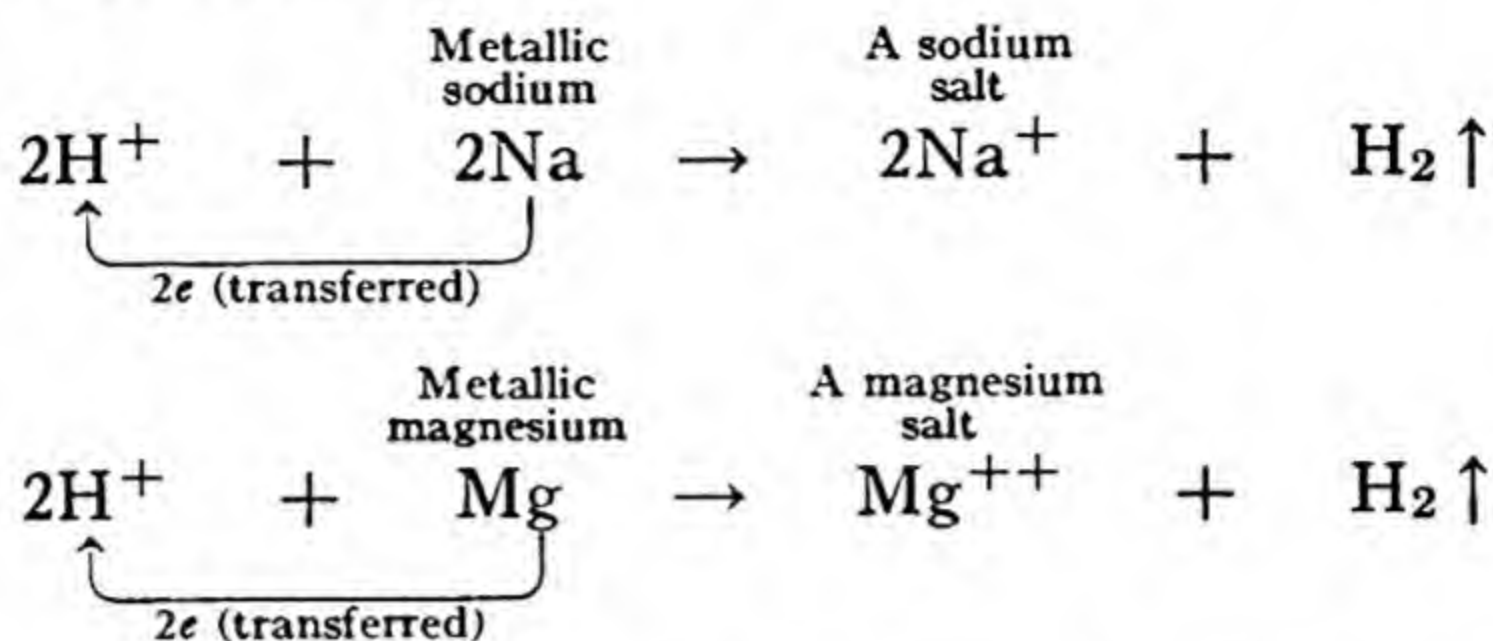 Metallic A sodium
sodium salt
2H⁺ + 2Na → 2Na⁺ + H₂ ↑
2e (transferred)
Metallic A magnesium
magnesium salt
2H⁺ + Mg → Mg⁺⁺ + H₂ ↑
2e (transferred)